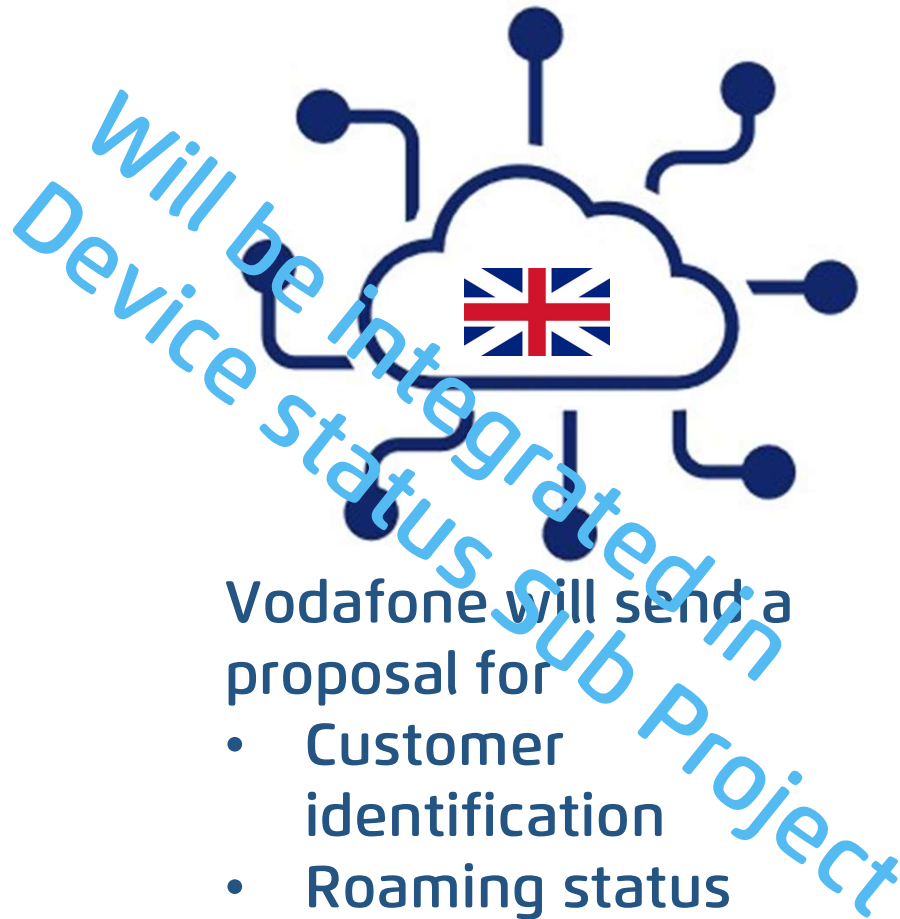 Will be integrated in
Device status Sub Project
Vodafone will send a
proposal for
• Customer
identification
• Roaming status